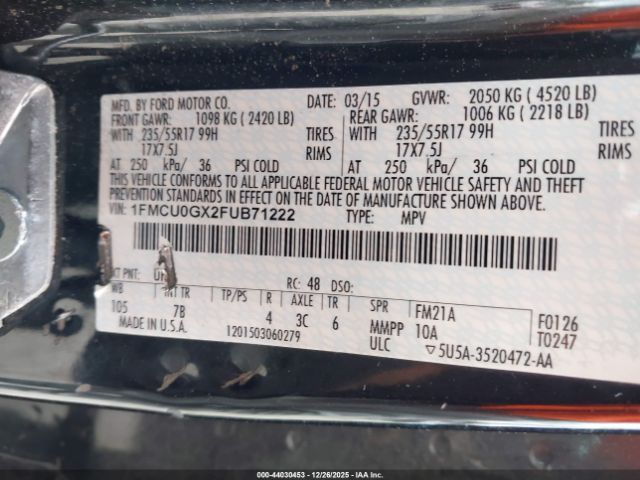 MFD. BY FORD MOTOR CO. DATE: 03/15 GVWR: 2050 KG ( 4520 LB)
FRONT GAWR: 1098 KG ( 2420 LB) REAR GAWR: 1006 KG ( 2218 LB)
WITH 235/55R17 99H TIRES WITH 235/55R17 99H TIRES
17X7.5J RIMS 17X7.5J RIMS
AT 250 kPa/ 36 PSI COLD AT 250 kPa/ 36 PSI COLD
THIS VEHICLE CONFORMS TO ALL APPLICABLE FEDERAL MOTOR VEHICLE SAFETY AND THEFT
PREVENTION STANDARDS IN EFFECT ON THE DATE OF MANUFACTURE SHOWN ABOVE.
VIN: 1FMCU0GX2FUB71222 TYPE: MPV
PNT: RC: 48 DSO:
WB INT TR TP/PS R AXLE TR SPR FM21A F0126
105 7B 4 3C 6 MMPP 10A T0247
MADE IN U.S.A. 1201503060279 ULC ▽5U5A-3520472-AA
00-44030453 - 12/26/2025 - IAA Inc.